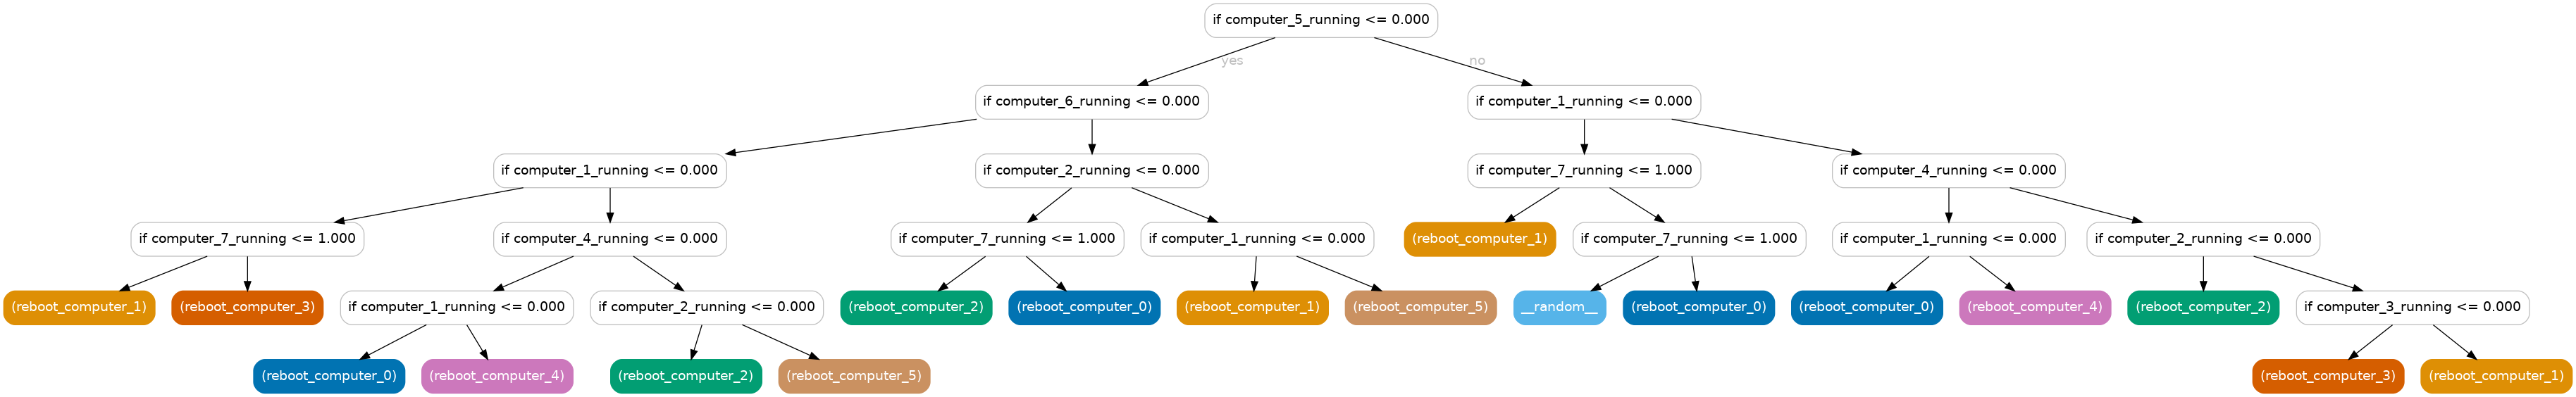 if computer_5_running <= 0.000
yes
no
if computer_6_running <= 0.000
if computer_1_running <= 0.000
if computer_1_running <= 0.000
if computer_2_running <= 0.000
if computer_7_running <= 1.000
if computer_4_running <= 0.000
if computer_7_running <= 1.000
if computer_4_running <= 0.000
if computer_7_running <= 1.000
if computer_1_running <= 0.000
(reboot_computer_1)
if computer_7_running <= 1.000
if computer_1_running <= 0.000
if computer_2_running <= 0.000
(reboot_computer_1)
(reboot_computer_3)
if computer_1_running <= 0.000
if computer_2_running <= 0.000
(reboot_computer_2)
(reboot_computer_0)
(reboot_computer_1)
(reboot_computer_5)
__random__
(reboot_computer_0)
(reboot_computer_0)
(reboot_computer_4)
(reboot_computer_2)
if computer_3_running <= 0.000
(reboot_computer_0)
(reboot_computer_4)
(reboot_computer_2)
(reboot_computer_5)
(reboot_computer_3)
(reboot_computer_1)